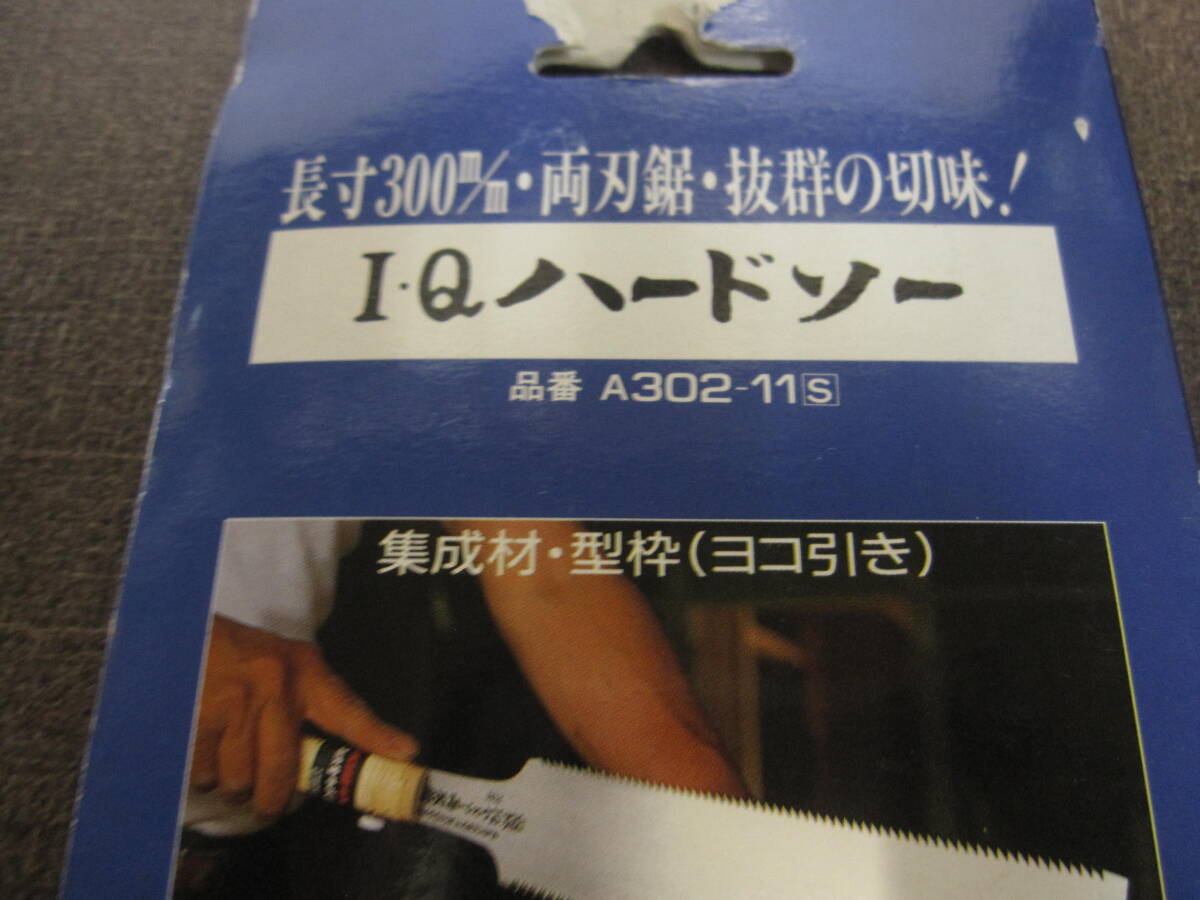 長寸300㎜・両刃鋸・抜群の切味!
I・Qハードソー
品番 A302-11S
集成材・型枠(ヨコ引き)